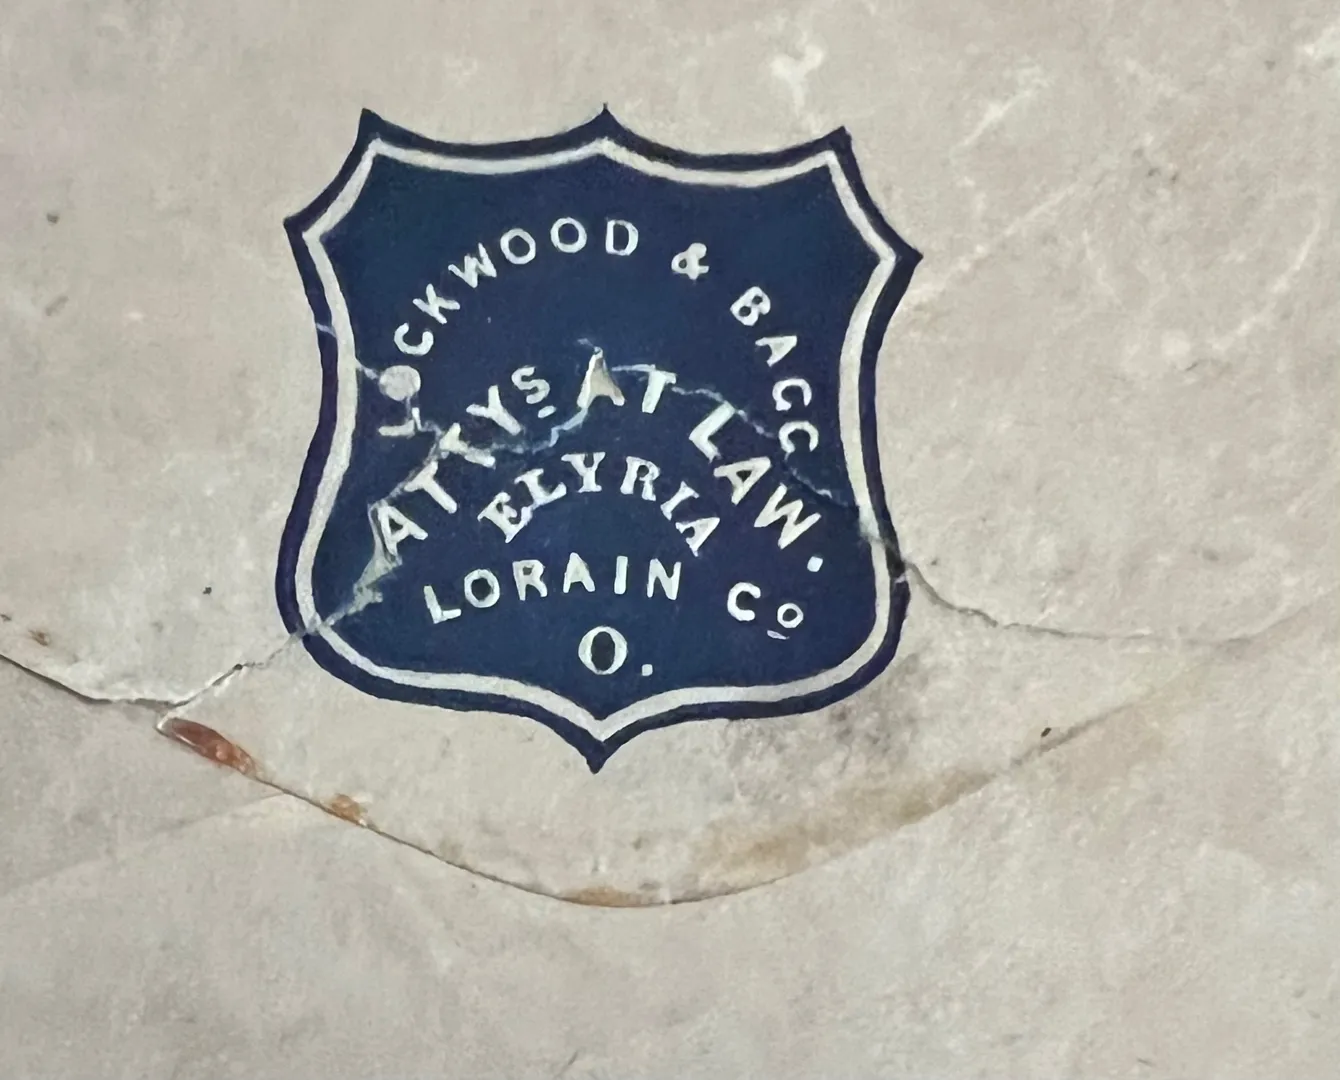 LOCKWOOD & BAGG
ATTYS AT LAW.
ELYRIA
LORAIN Co
O.